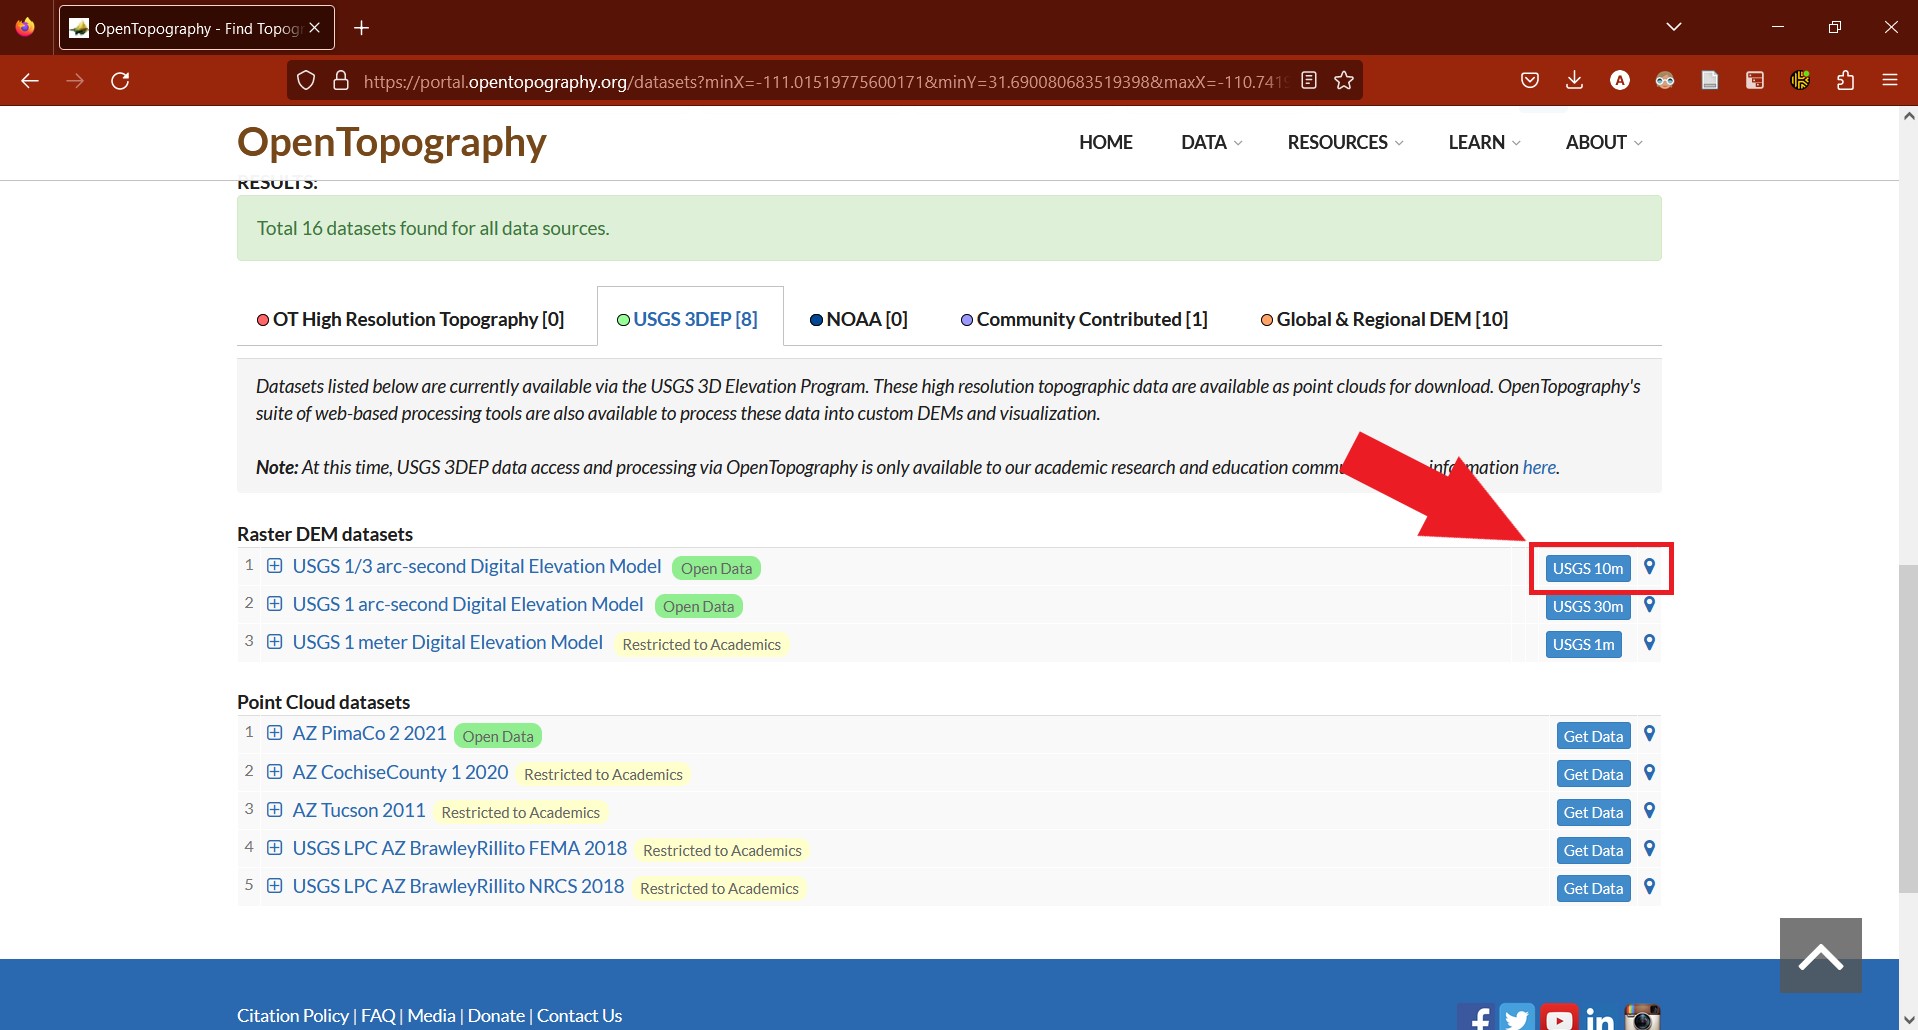 OpenTopography - Find Topogr
https://portal.opentopography.org/datasets?minX=-111.01519775600171&minY=31.690080683519398&maxX=-110.7419
OpenTopography
HOME DATA RESOURCES LEARN ABOUT
RESULTS:
Total 16 datasets found for all data sources.
OT High Resolution Topography [0] USGS 3DEP [8] NOAA [0] Community Contributed [1] Global & Regional DEM [10]
Datasets listed below are currently available via the USGS 3D Elevation Program. These high resolution topographic data are available as point clouds for download. OpenTopography's
suite of web-based processing tools are also available to process these data into custom DEMs and visualization.
Note: At this time, USGS 3DEP data access and processing via OpenTopography is only available to our academic research and education information here.
Raster DEM datasets
1 USGS 1/3 arc-second Digital Elevation Model Open Data USGS 10m
2 USGS 1 arc-second Digital Elevation Model Open Data USGS 30m
3 USGS 1 meter Digital Elevation Model Restricted to Academics USGS 1m
Point Cloud datasets
1 AZ PimaCo 2 2021 Open Data Get Data
2 AZ CochiseCounty 1 2020 Restricted to Academics Get Data
3 AZ Tucson 2011 Restricted to Academics Get Data
4 USGS LPC AZ BrawleyRillito FEMA 2018 Restricted to Academics Get Data
5 USGS LPC AZ BrawleyRillito NRCS 2018 Restricted to Academics Get Data
Citation Policy | FAQ | Media | Donate | Contact Us